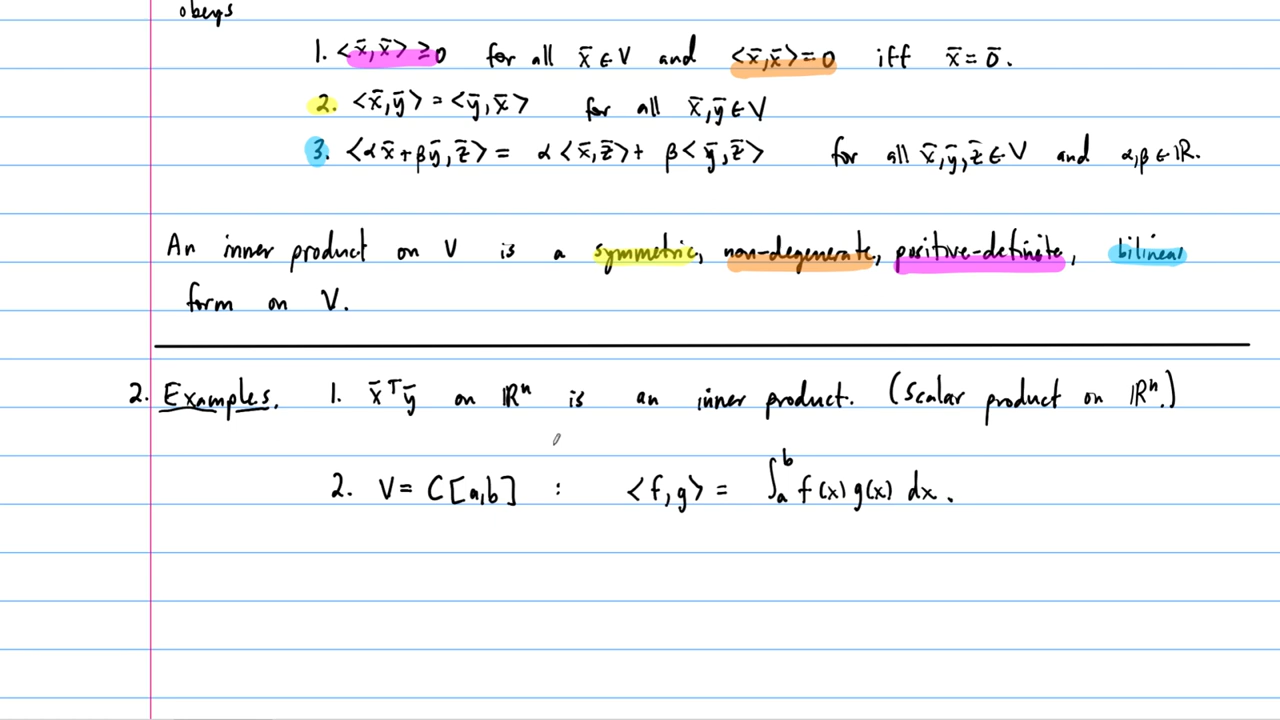 obeys
1. <x̄,x̄> ≥0 for all x̄ ∈ V and <x̄,x̄>=0 iff x̄ = ō.
2. <x̄,ȳ> = <ȳ,x̄> for all x̄,ȳ ∈ V
3. <αx̄+βȳ,z̄> = α<x̄,z̄>+ β<ȳ,z̄> for all x̄,ȳ,z̄ ∈ V and α,β ∈ ℝ.
An inner product on V is a symmetric, non-degenerate, positive-definite, bilinear
form on V.
2. Examples. 1. x̄ᵀȳ on ℝⁿ is an inner product. (Scalar product on ℝⁿ.)
2. V = C[a,b] : <f,g> = ∫ₐᵇ f(x) g(x) dx.